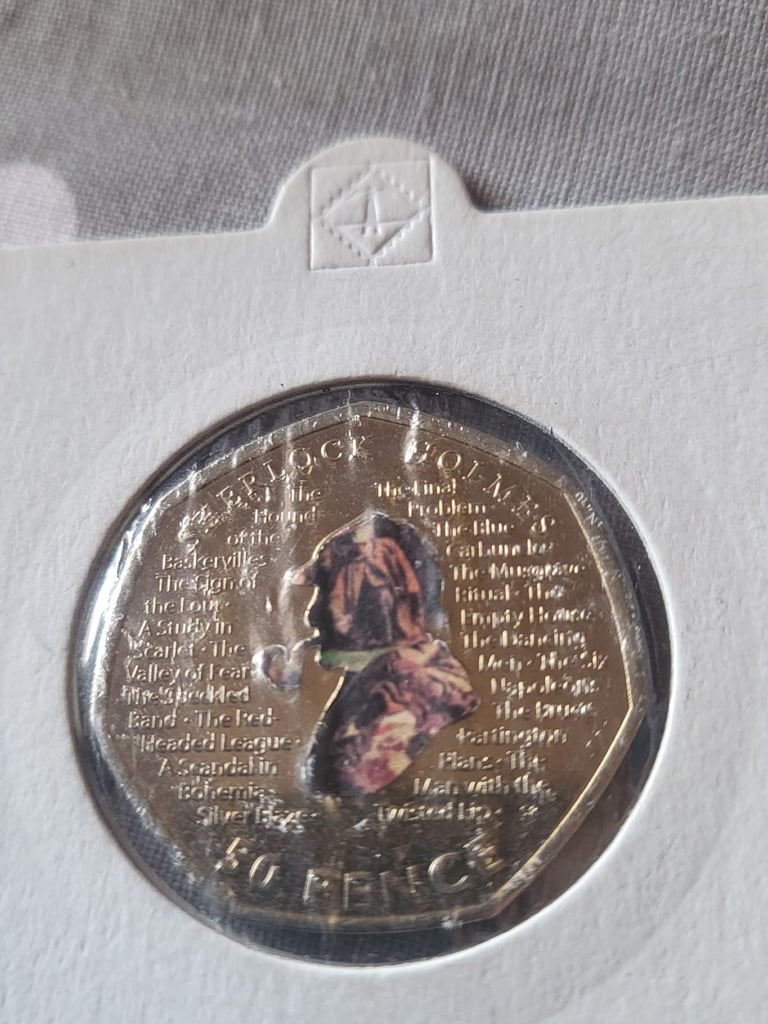 SHERLOCK HOLMES
The
Hound
of the
Baskervilles
The Sign of
the Four ·
A Study in
Scarlet · The
Valley of Fear
The Speckled
Band · The Red-
Headed League ·
A Scandal in
Bohemia ·
Silver Blaze ·
The Final
Problem
The Blue
Carbuncle
The Musgrave
Ritual · The
Empty House ·
The Dancing
Men · The Six
Napoleons
The Bruce
Partington
Plans · The
Man with the
Twisted Lip ·
50 PENCE